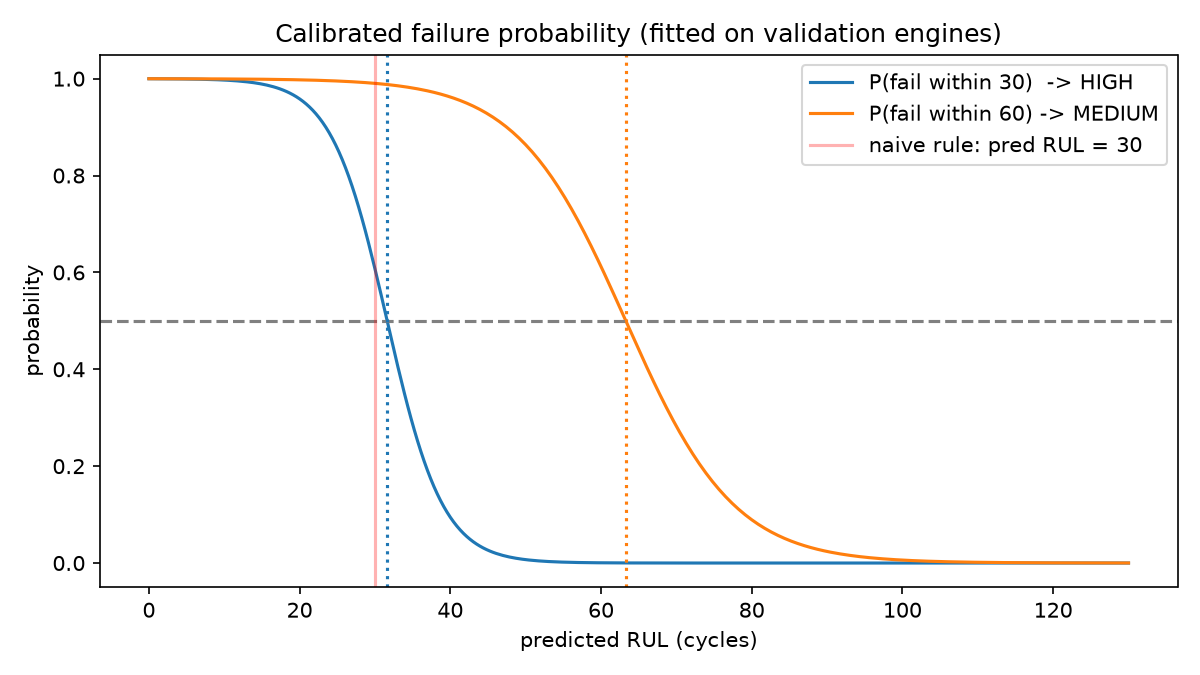 Calibrated failure probability (fitted on validation engines)
P(fail within 30)  -> HIGH
P(fail within 60) -> MEDIUM
naive rule: pred RUL = 30
probability
1.0
0.8
0.6
0.4
0.2
0.0
0 20 40 60 80 100 120
predicted RUL (cycles)